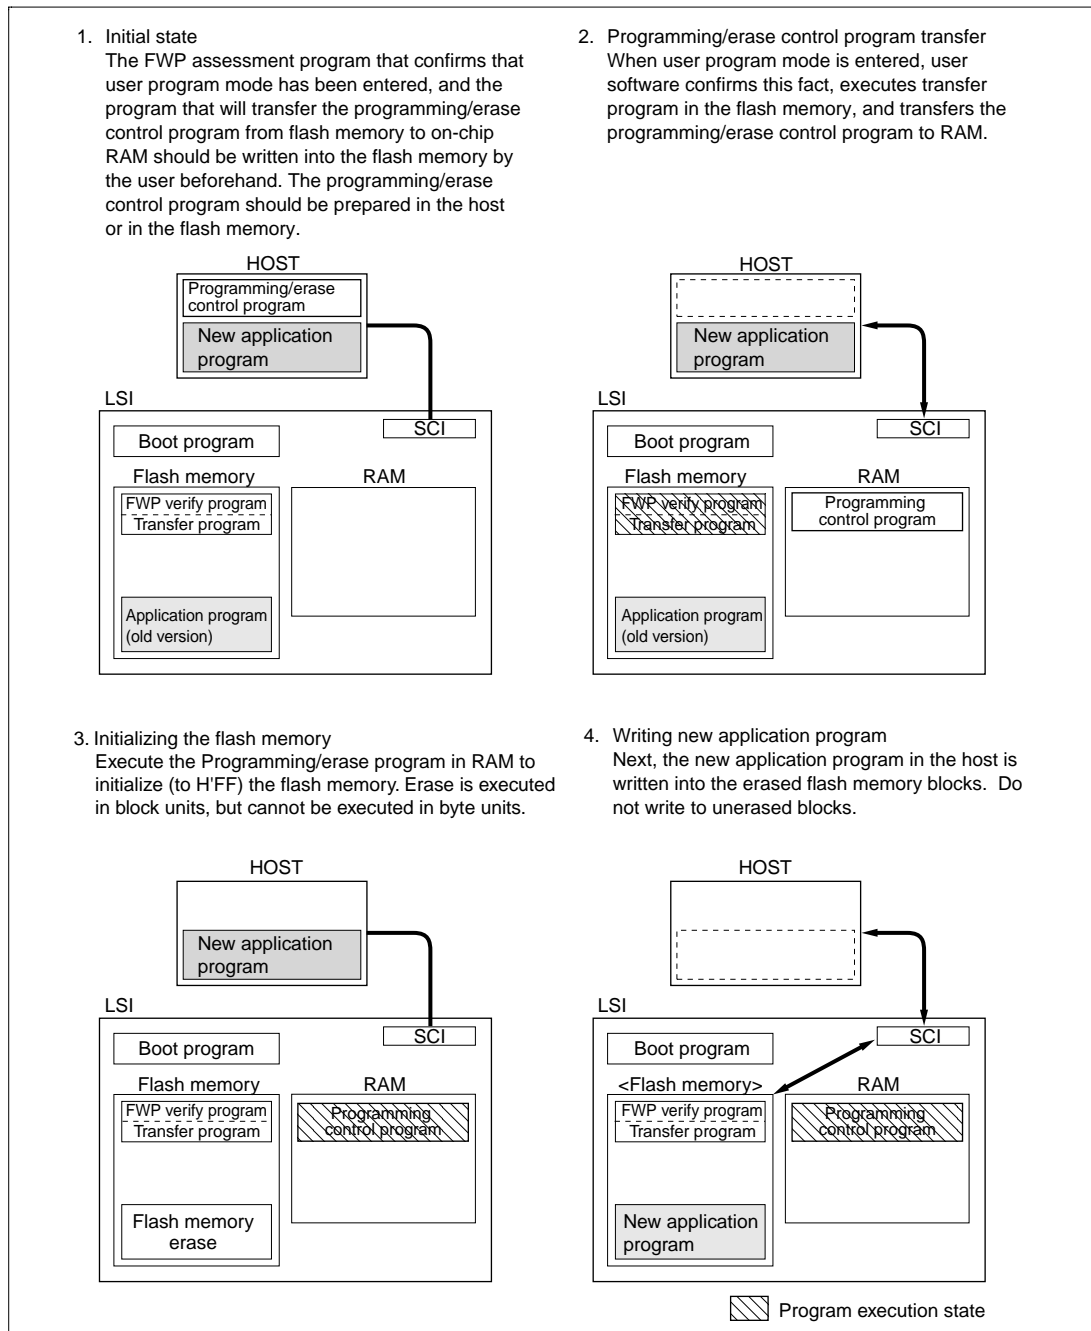 1. Initial state
The FWP assessment program that confirms that
user program mode has been entered, and the
program that will transfer the programming/erase
control program from flash memory to on-chip
RAM should be written into the flash memory by
the user beforehand. The programming/erase
control program should be prepared in the host
or in the flash memory.
HOST
Programming/erase
control program
New application
program
LSI
SCI
Boot program
Flash memory
RAM
FWP verify program
Transfer program
Application program
(old version)
2. Programming/erase control program transfer
When user program mode is entered, user
software confirms this fact, executes transfer
program in the flash memory, and transfers the
programming/erase control program to RAM.
HOST
New application
program
LSI
SCI
Boot program
Flash memory
RAM
FWP verify program
Transfer program
Programming
control program
Application program
(old version)
3. Initializing the flash memory
Execute the Programming/erase program in RAM to
initialize (to H'FF) the flash memory. Erase is executed
in block units, but cannot be executed in byte units.
HOST
New application
program
LSI
SCI
Boot program
Flash memory
RAM
FWP verify program
Transfer program
Programming
control program
Flash memory
erase
4. Writing new application program
Next, the new application program in the host is
written into the erased flash memory blocks.  Do
not write to unerased blocks.
HOST
LSI
SCI
Boot program
<Flash memory>
RAM
FWP verify program
Transfer program
Programming
control program
New application
program
Program execution state